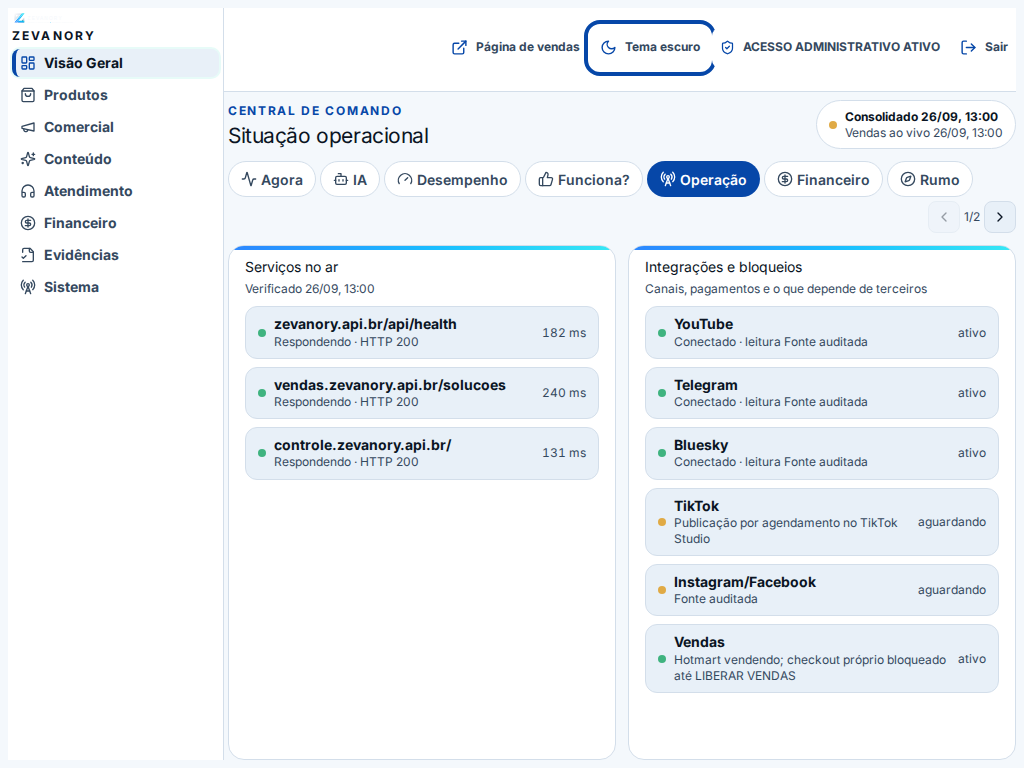 ZEVANORY
Visão Geral
Produtos
Comercial
Conteúdo
Atendimento
Financeiro
Evidências
Sistema
Página de vendas
Tema escuro
ACESSO ADMINISTRATIVO ATIVO
Sair
CENTRAL DE COMANDO
Situação operacional
Consolidado 26/09, 13:00
Vendas ao vivo 26/09, 13:00
Agora
IA
Desempenho
Funciona?
Operação
Financeiro
Rumo
1/2
Serviços no ar
Verificado 26/09, 13:00
zevanory.api.br/api/health
Respondendo · HTTP 200
182 ms
vendas.zevanory.api.br/solucoes
Respondendo · HTTP 200
240 ms
controle.zevanory.api.br/
Respondendo · HTTP 200
131 ms
Integrações e bloqueios
Canais, pagamentos e o que depende de terceiros
YouTube
Conectado · leitura Fonte auditada
ativo
Telegram
Conectado · leitura Fonte auditada
ativo
Bluesky
Conectado · leitura Fonte auditada
ativo
TikTok
Publicação por agendamento no TikTok
Studio
aguardando
Instagram/Facebook
Fonte auditada
aguardando
Vendas
Hotmart vendendo; checkout próprio bloqueado
até LIBERAR VENDAS
ativo